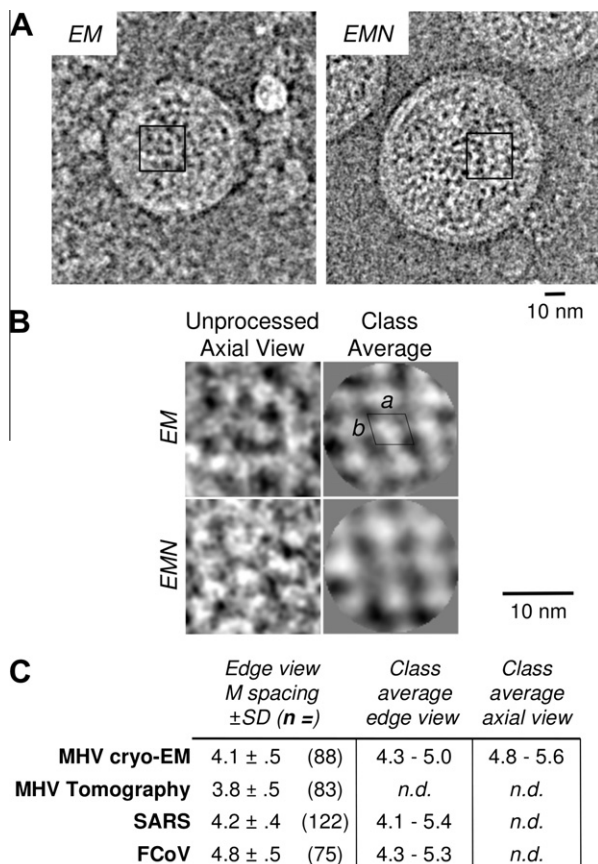 A
EM
EMN
10 nm
B
Unprocessed Axial View
Class Average
EM
a
b
EMN
10 nm
C
Edge view M spacing ±SD (n =)
Class average edge view
Class average axial view
MHV cryo-EM 4.1 ± .5 (88) 4.3 - 5.0 4.8 - 5.6
MHV Tomography 3.8 ± .5 (83) n.d. n.d.
SARS 4.2 ± .4 (122) 4.1 - 5.4 n.d.
FCoV 4.8 ± .5 (75) 4.3 - 5.3 n.d.